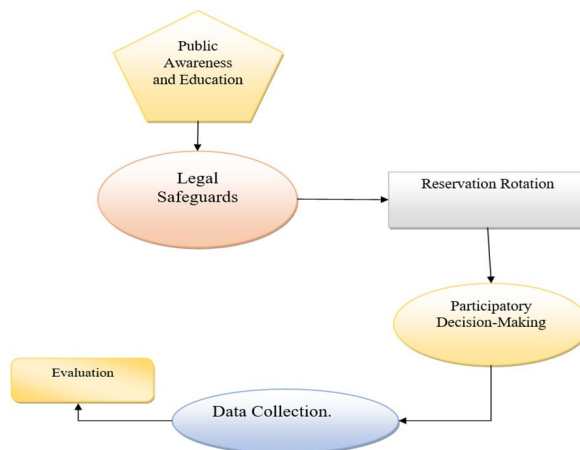 Public
Awareness
and Education
Legal
Safeguards
Reservation Rotation
Participatory
Decision-Making
Data Collection.
Evaluation